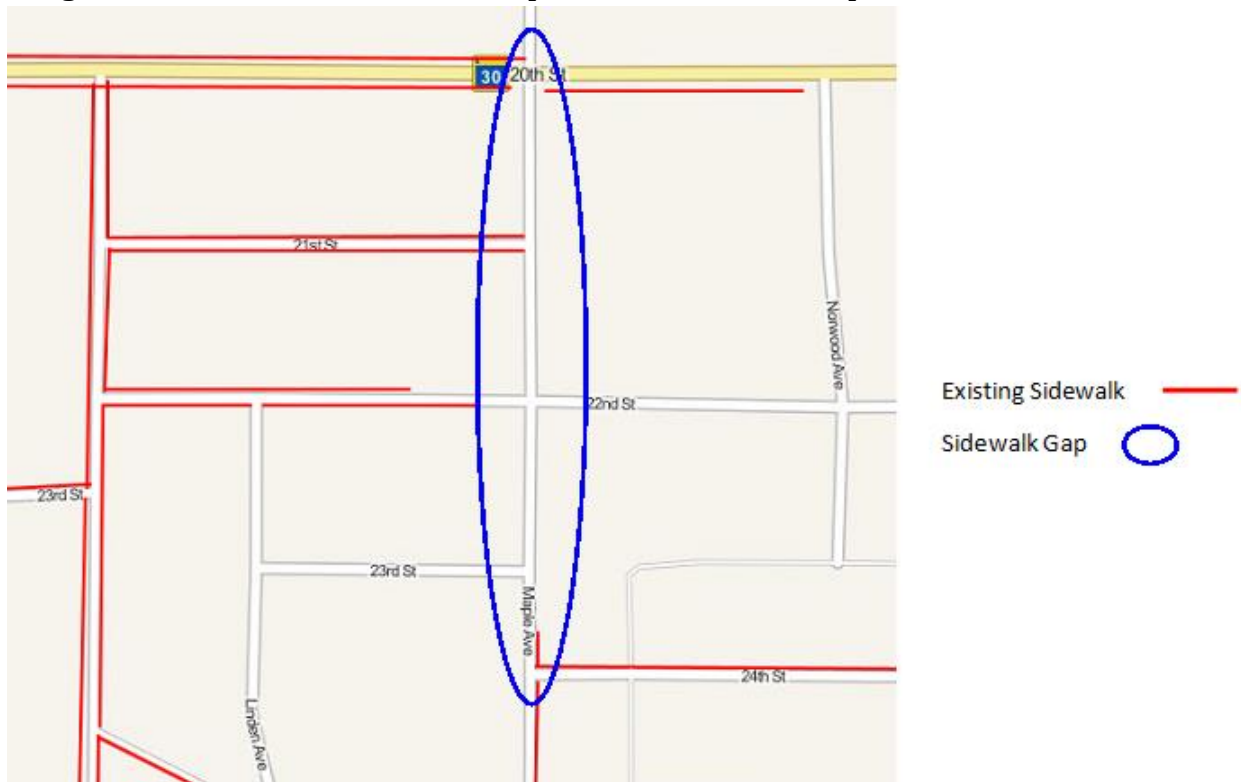 30
20th St
21st St
Norwood Ave
Existing Sidewalk
22nd St
Sidewalk Gap
23rd St
23rd St
Maple Ave
24th St
Linden Ave